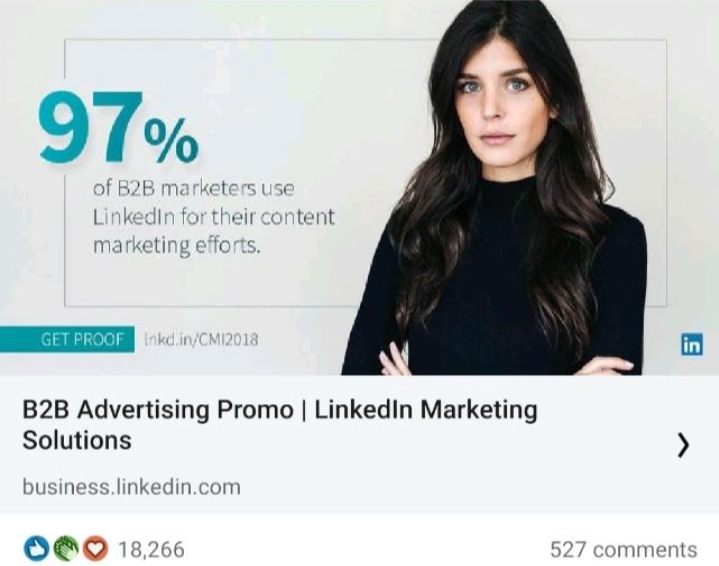 97%
of B2B marketers use
LinkedIn for their content
marketing efforts.
GET PROOF lnkd.in/CMI2018
in
B2B Advertising Promo | LinkedIn Marketing
Solutions
business.linkedin.com
18,266 527 comments